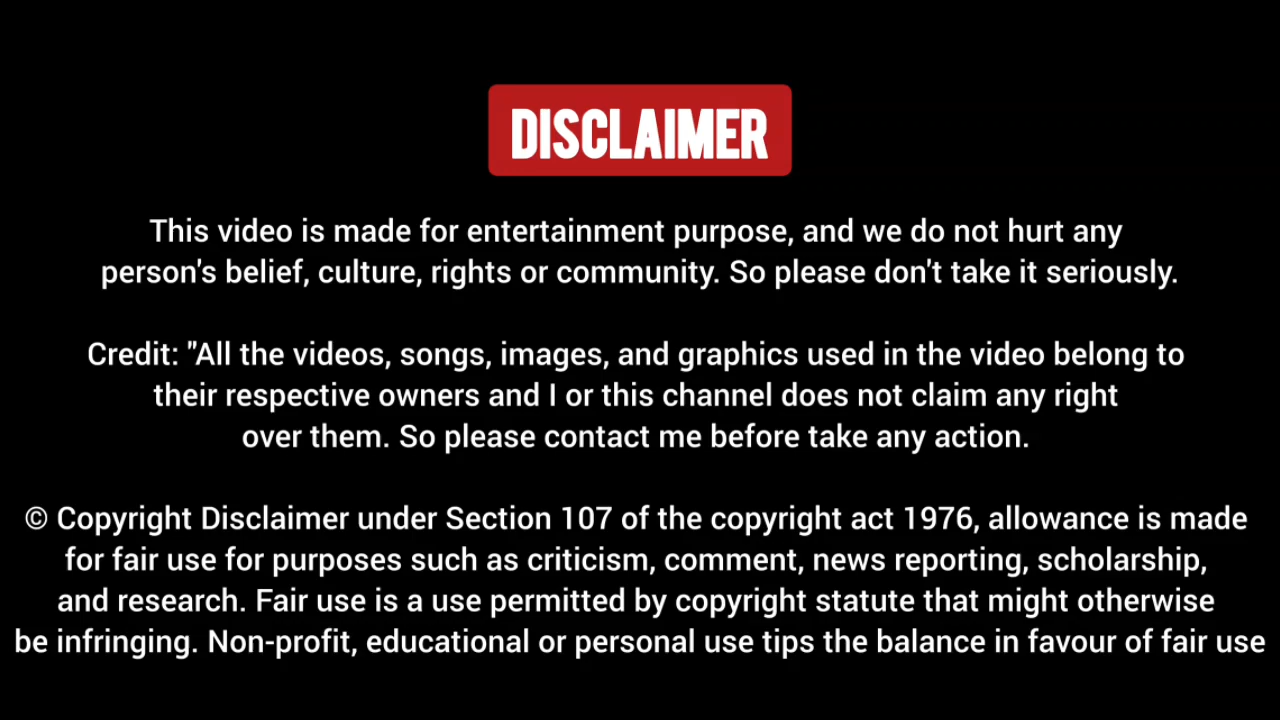 DISCLAIMER
This video is made for entertainment purpose, and we do not hurt any
person's belief, culture, rights or community. So please don't take it seriously.
Credit: "All the videos, songs, images, and graphics used in the video belong to
their respective owners and I or this channel does not claim any right
over them. So please contact me before take any action.
© Copyright Disclaimer under Section 107 of the copyright act 1976, allowance is made
for fair use for purposes such as criticism, comment, news reporting, scholarship,
and research. Fair use is a use permitted by copyright statute that might otherwise
be infringing. Non-profit, educational or personal use tips the balance in favour of fair use